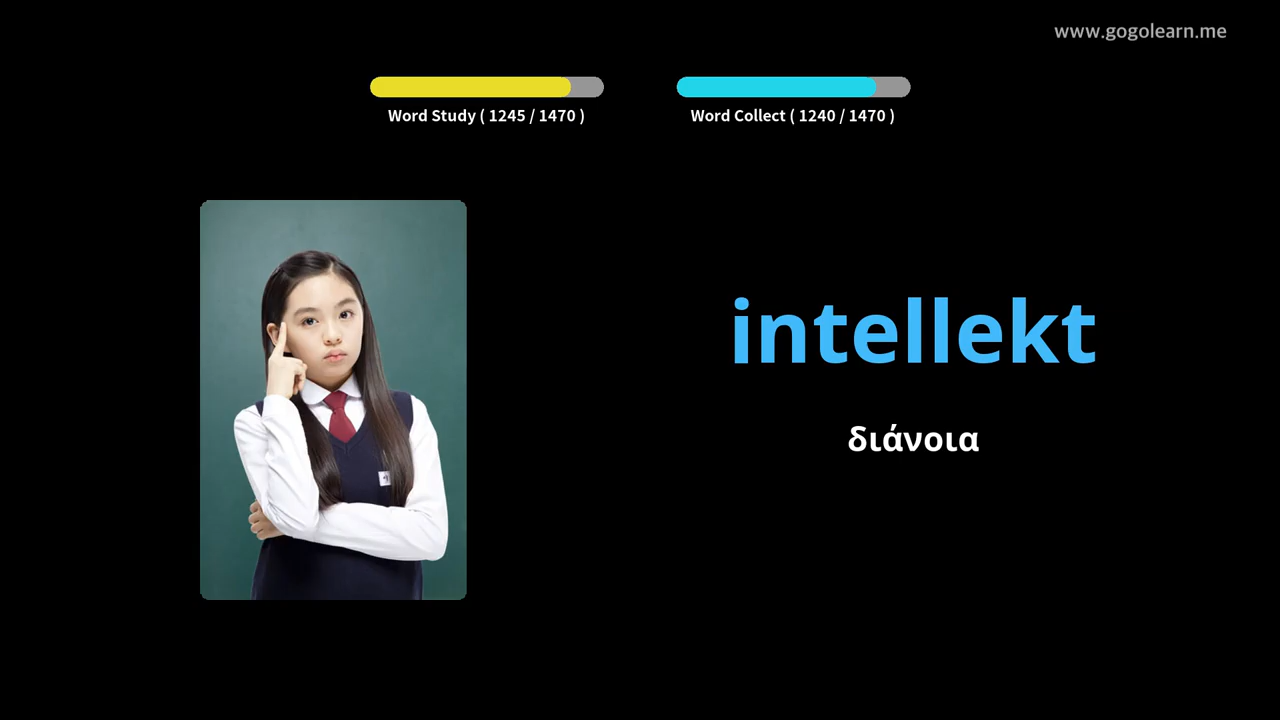 www.gogolearn.me
Word Study ( 1245 / 1470 )
Word Collect ( 1240 / 1470 )
intellekt
διάνοια